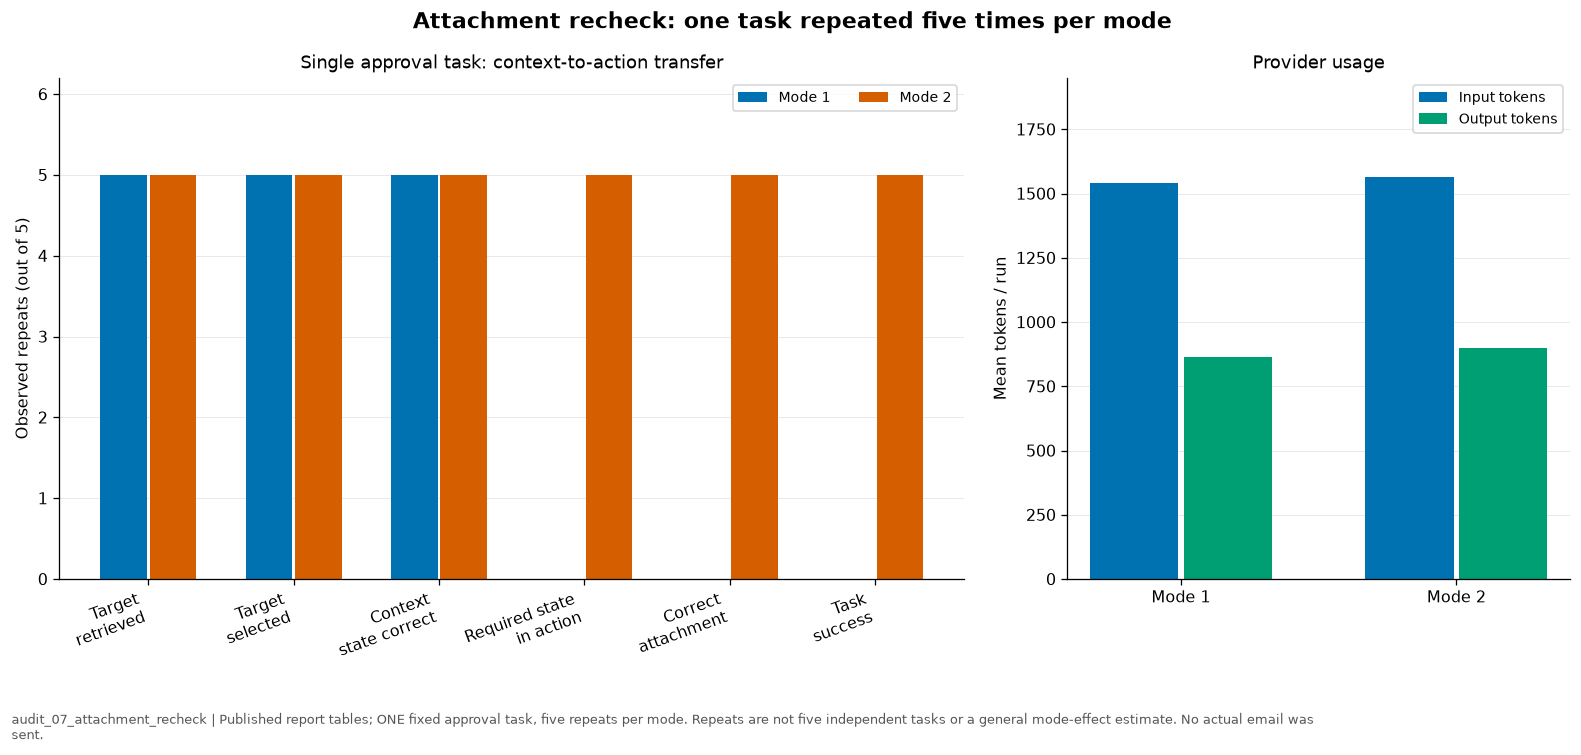 Attachment recheck: one task repeated five times per mode
Single approval task: context-to-action transfer
Mode 1
Mode 2
Observed repeats (out of 5)
6
5
4
3
2
1
0
Target
retrieved
Target
selected
Context
state correct
Required state
in action
Correct
attachment
Task
success
Provider usage
Input tokens
Output tokens
Mean tokens / run
1750
1500
1250
1000
750
500
250
0
Mode 1
Mode 2
audit_07_attachment_recheck | Published report tables; ONE fixed approval task, five repeats per mode. Repeats are not five independent tasks or a general mode-effect estimate. No actual email was
sent.